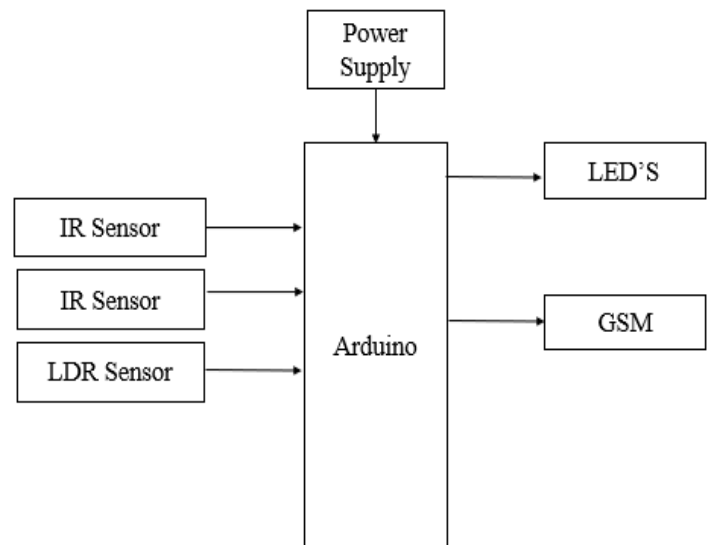 Power
Supply
LED’S
IR Sensor
IR Sensor
GSM
Arduino
LDR Sensor